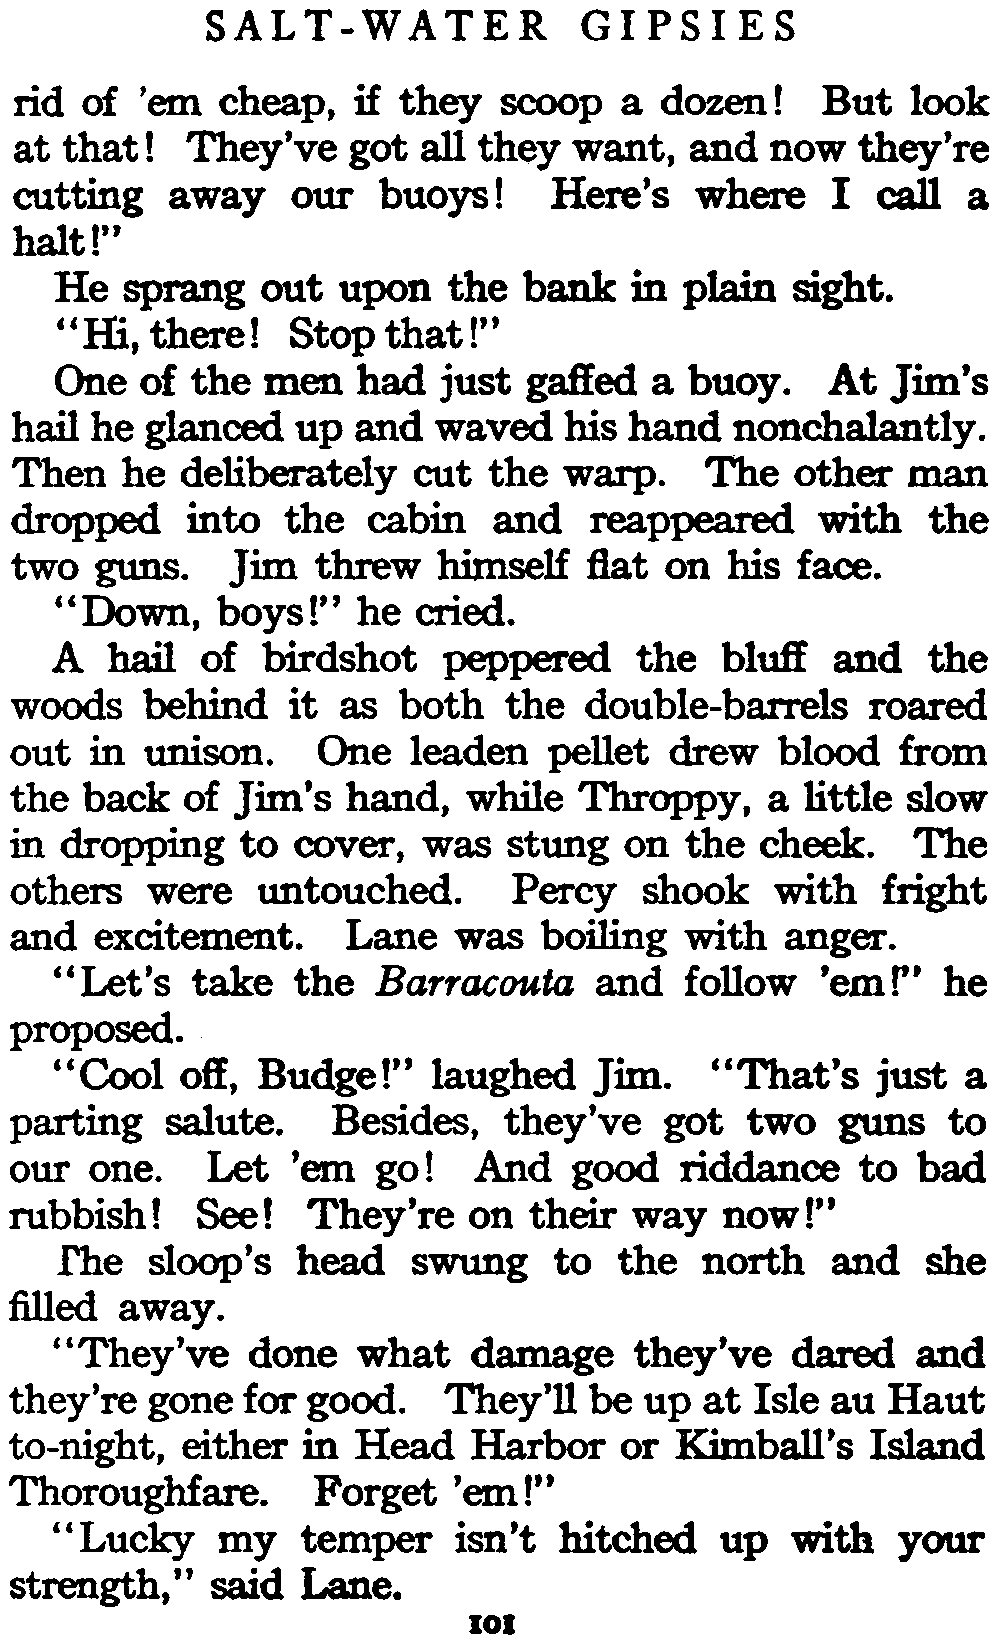 SALT-WATER GIPSIES
rid of 'em cheap, if they scoop a dozen! But look
at that! They've got all they want, and now they're
cutting away our buoys! Here's where I call a
halt!"
He sprang out upon the bank in plain sight.
"Hi, there! Stop that!"
One of the men had just gaffed a buoy. At Jim's
hail he glanced up and waved his hand nonchalantly.
Then he deliberately cut the warp. The other man
dropped into the cabin and reappeared with the
two guns. Jim threw himself flat on his face.
"Down, boys!" he cried.
A hail of birdshot peppered the bluff and the
woods behind it as both the double-barrels roared
out in unison. One leaden pellet drew blood from
the back of Jim's hand, while Throppy, a little slow
in dropping to cover, was stung on the cheek. The
others were untouched. Percy shook with fright
and excitement. Lane was boiling with anger.
"Let's take the Barracouta and follow 'em!" he
proposed.
"Cool off, Budge!" laughed Jim. "That's just a
parting salute. Besides, they've got two guns to
our one. Let 'em go! And good riddance to bad
rubbish! See! They're on their way now!"
The sloop's head swung to the north and she
filled away.
"They've done what damage they've dared and
they're gone for good. They'll be up at Isle au Haut
to-night, either in Head Harbor or Kimball's Island
Thoroughfare. Forget 'em!"
"Lucky my temper isn't hitched up with your
strength," said Lane.
101